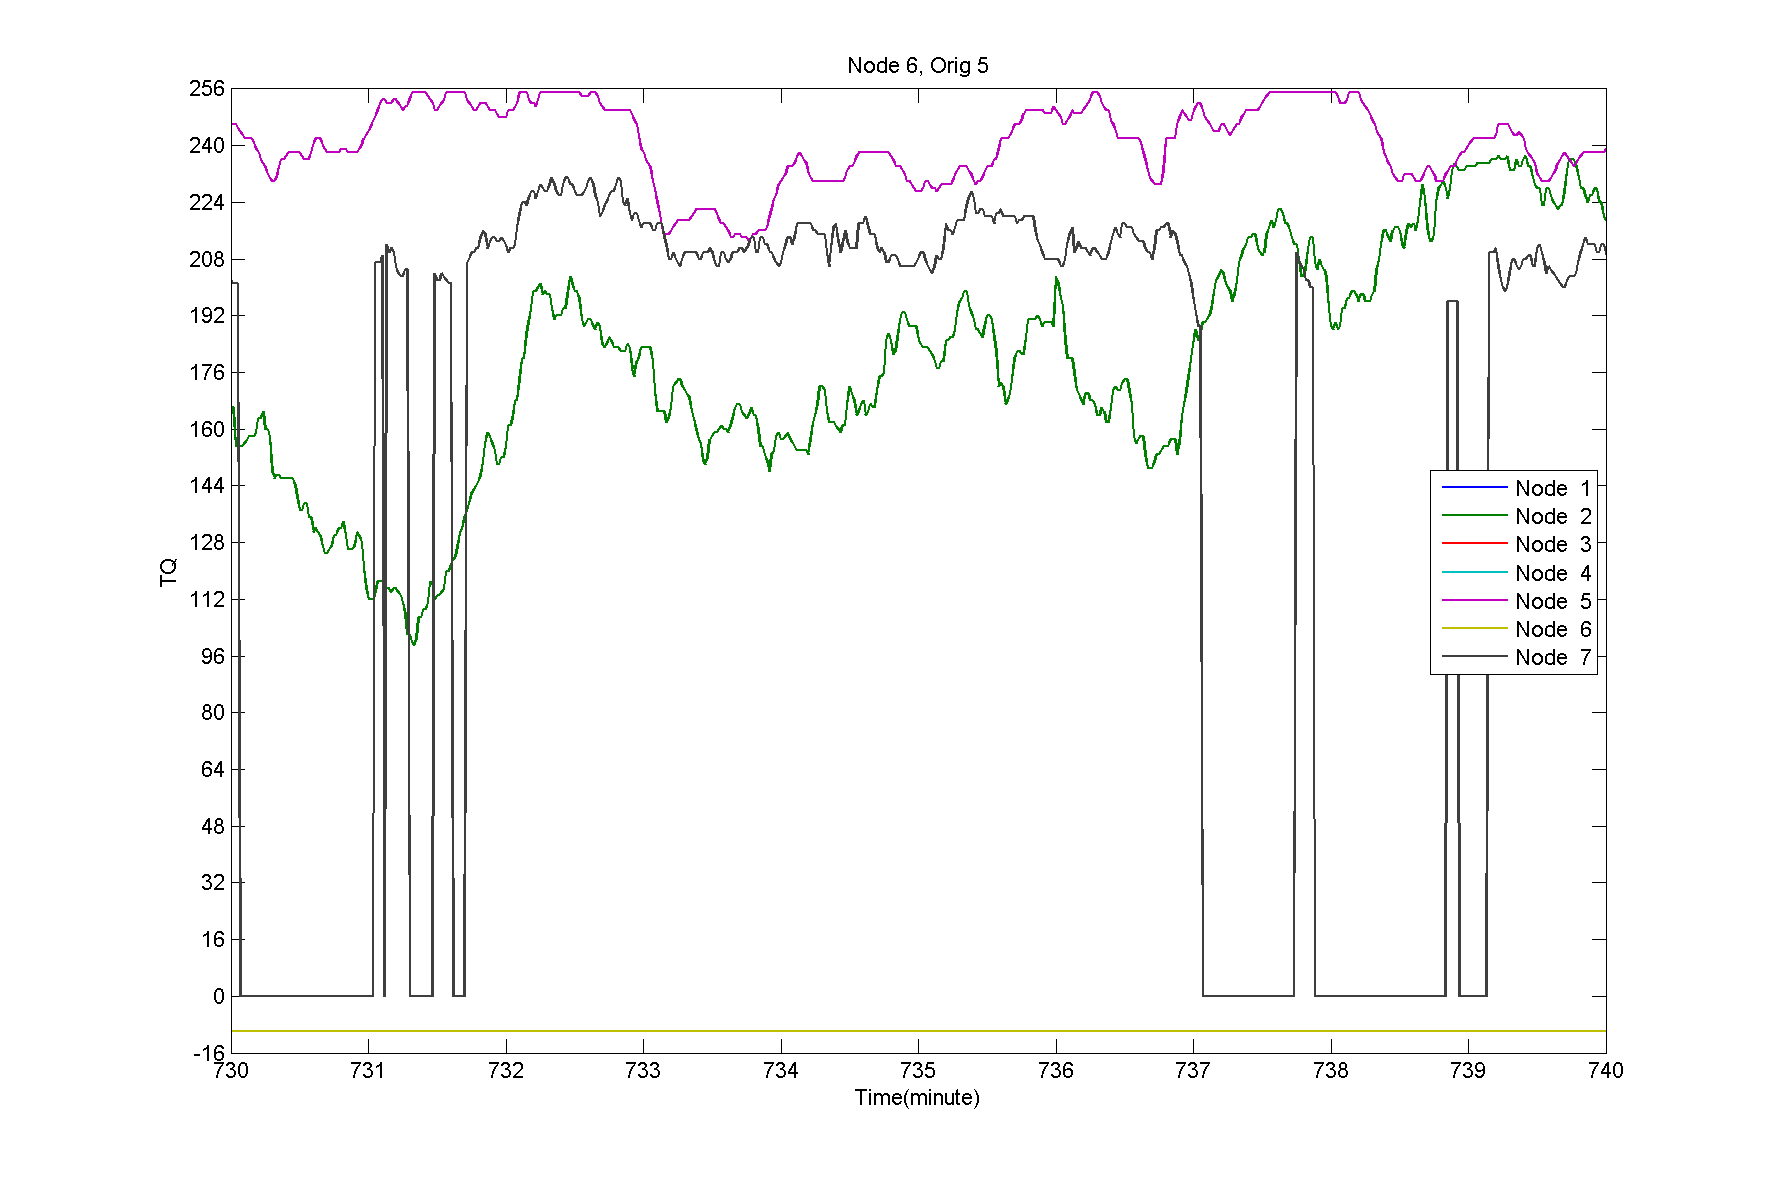 Node 6, Orig 5
256
240
224
208
192
176
160
144
128
112
96
80
64
48
32
16
0
-16
TQ
Node 1
Node 2
Node 3
Node 4
Node 5
Node 6
Node 7
730 731 732 733 734 735 736 737 738 739 740
Time(minute)